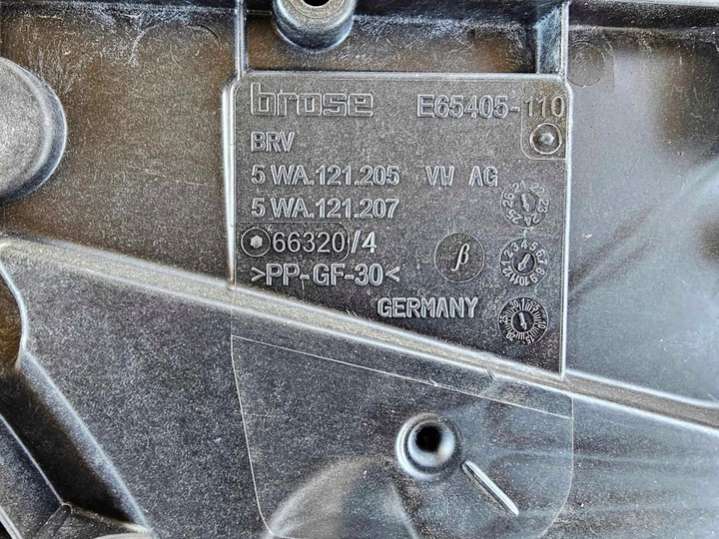 brose E65405-110
BRV
5 WA.121.205 VW AG
5 WA.121.207
66320/4
β
>PP-GF-30<
GERMANY